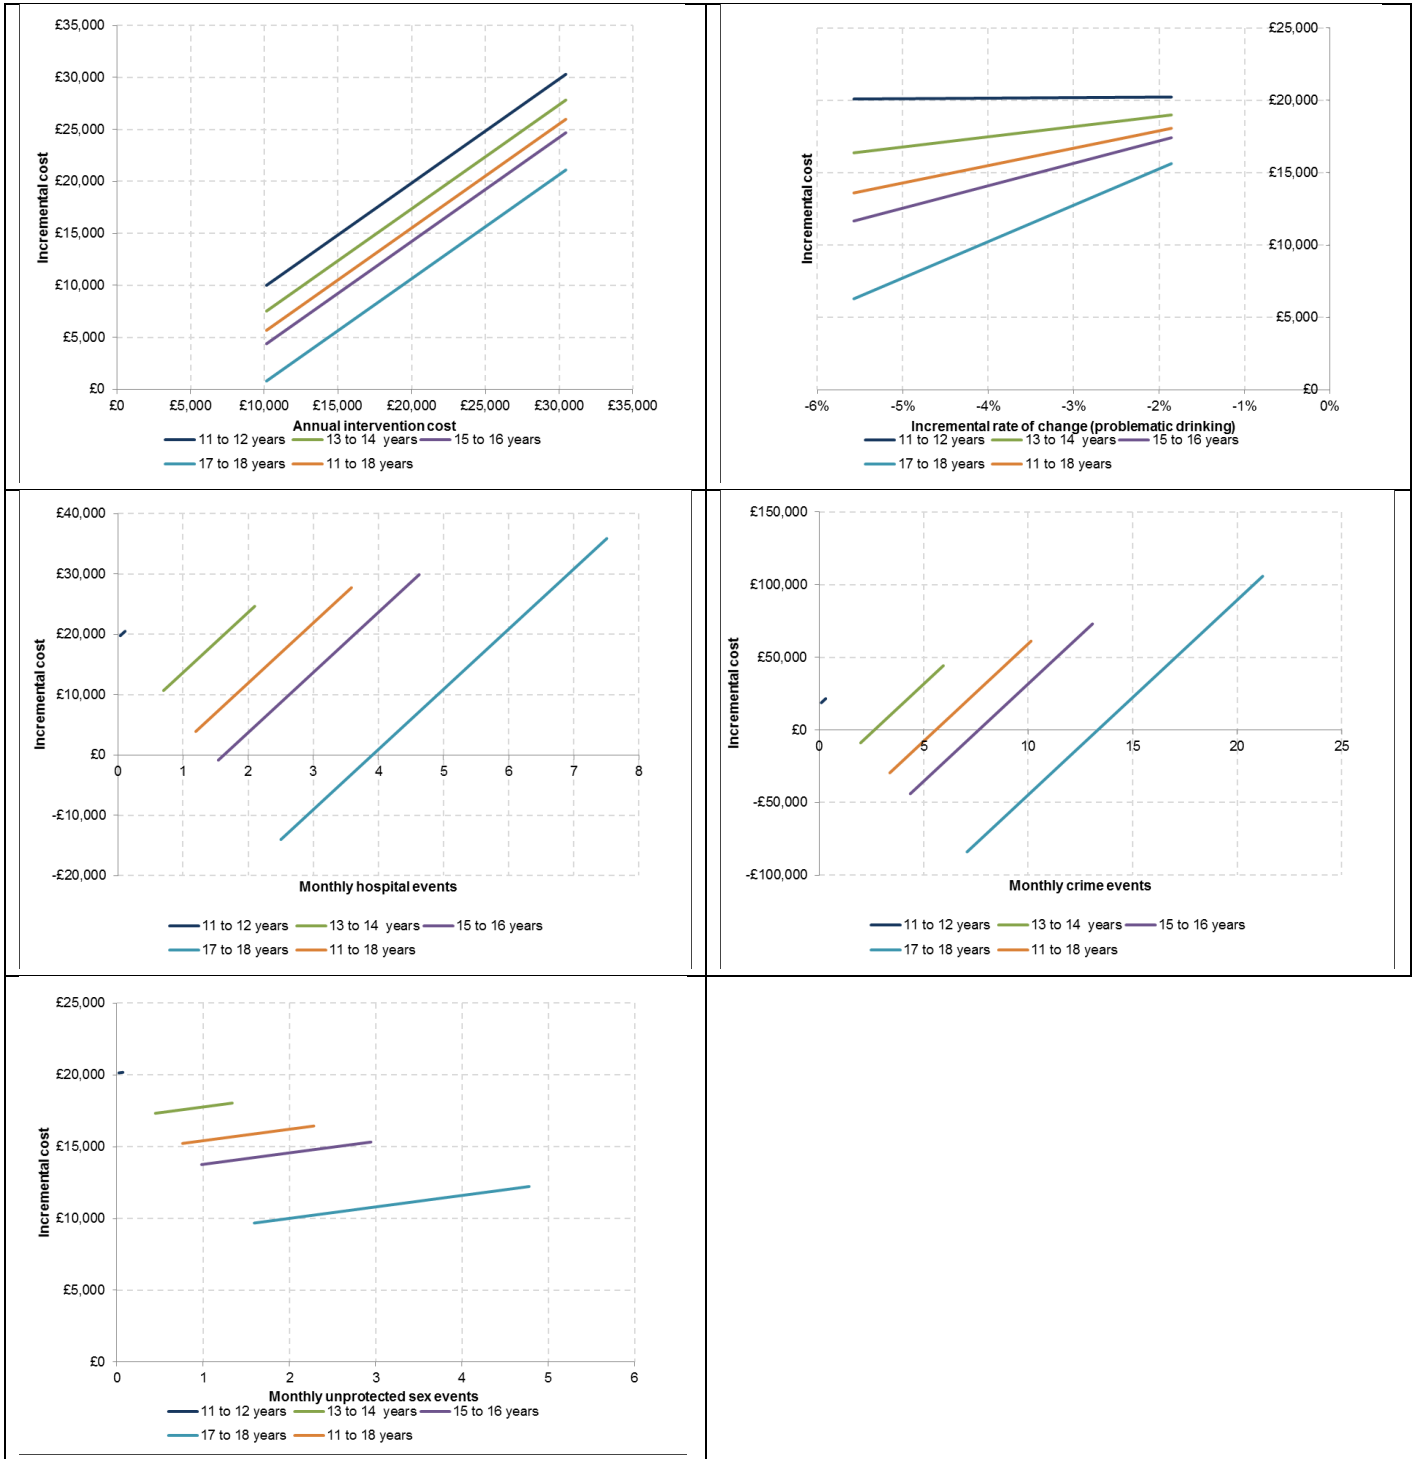 £35,000
£30,000
£25,000
£20,000
£15,000
£10,000
£5,000
£0
Incremental cost
£0 £5,000 £10,000 £15,000 £20,000 £25,000 £30,000 £35,000
Annual intervention cost
11 to 12 years 13 to 14 years 15 to 16 years
17 to 18 years 11 to 18 years
£25,000
£20,000
£15,000
£10,000
£5,000
£0
Incremental cost
-6% -5% -4% -3% -2% -1% 0%
Incremental rate of change (problematic drinking)
11 to 12 years 13 to 14 years 15 to 16 years
17 to 18 years 11 to 18 years
£40,000
£30,000
£20,000
£10,000
£0
-£10,000
-£20,000
Incremental cost
0 1 2 3 4 5 6 7 8
Monthly hospital events
11 to 12 years 13 to 14 years 15 to 16 years
17 to 18 years 11 to 18 years
£150,000
£100,000
£50,000
£0
-£50,000
-£100,000
Incremental cost
0 5 10 15 20 25
Monthly crime events
11 to 12 years 13 to 14 years 15 to 16 years
17 to 18 years 11 to 18 years
£25,000
£20,000
£15,000
£10,000
£5,000
£0
Incremental cost
0 1 2 3 4 5 6
Monthly unprotected sex events
11 to 12 years 13 to 14 years 15 to 16 years
17 to 18 years 11 to 18 years